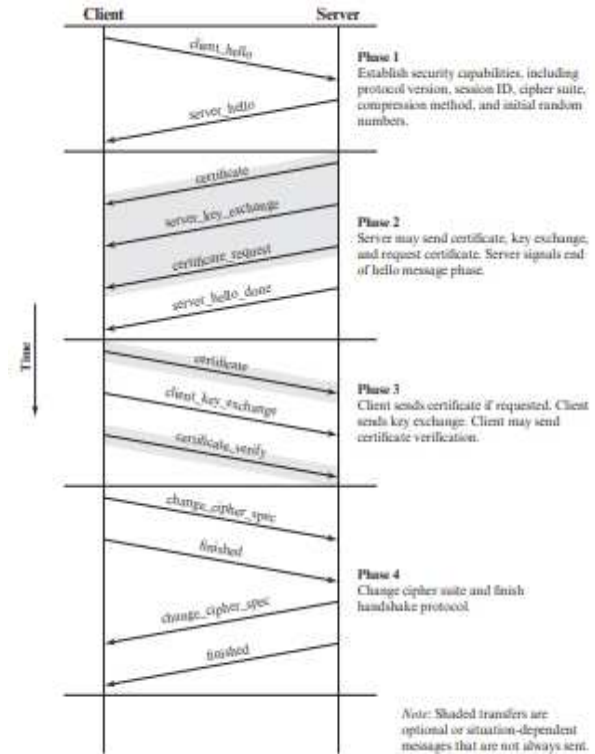 Client Server
client_hello
server_hello
Phase 1
Establish security capabilities, including
protocol version, session ID, cipher suite,
compression method, and initial random
numbers.
certificate
server_key_exchange
certificate_request
server_hello_done
Phase 2
Server may send certificate, key exchange,
and request certificate. Server signals end
of hello message phase.
Time
certificate
client_key_exchange
certificate_verify
Phase 3
Client sends certificate if requested. Client
sends key exchange. Client may send
certificate verification.
change_cipher_spec
finished
change_cipher_spec
finished
Phase 4
Change cipher suite and finish
handshake protocol.
Note: Shaded transfers are
optional or situation-dependent
messages that are not always sent.